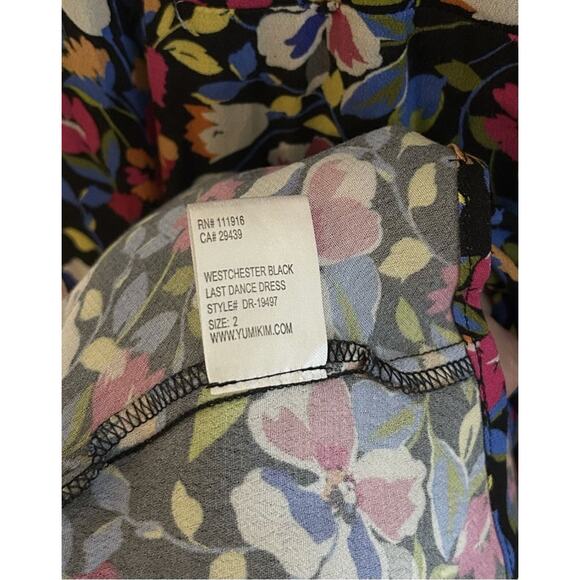 RN# 111916
CA# 29439
WESTCHESTER BLACK
LAST DANCE DRESS
STYLE# DR-19497
SIZE: 2
WWW.YUMIKIM.COM